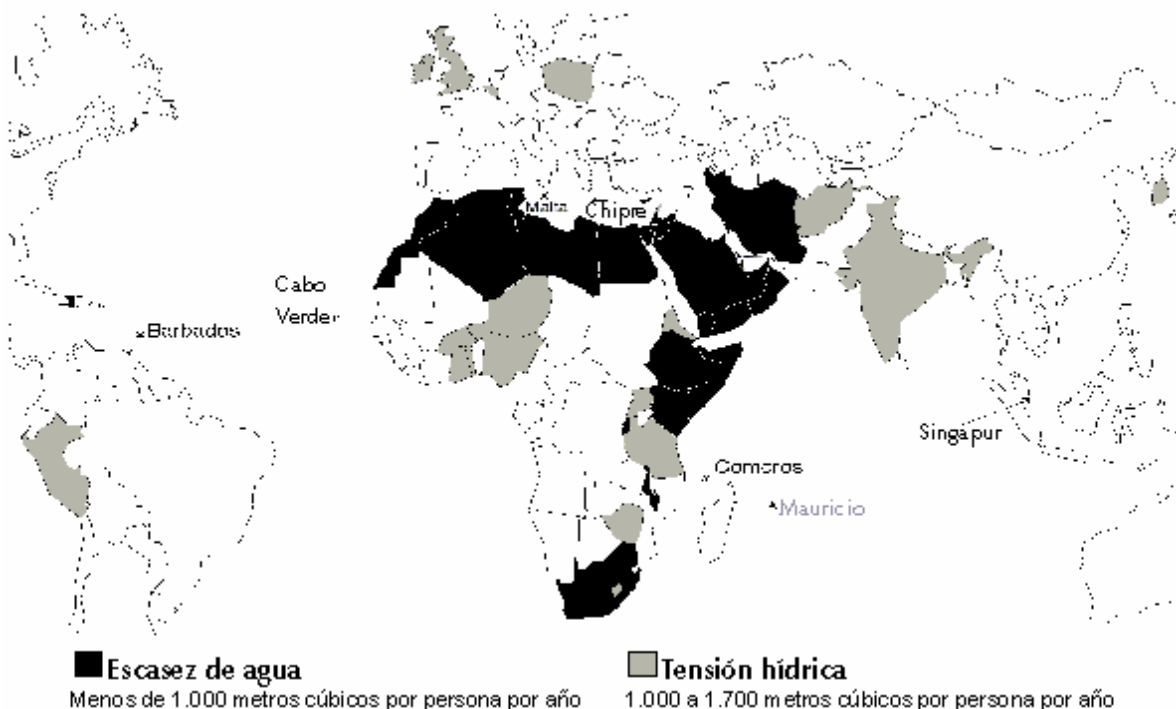 Malta
Chipre
Cabo
Verder
Barbados
Singapur
Comoros
Mauricio
Escasez de agua
Menos de 1.000 metros cúbicos por persona por año
Tensión hídrica
1.000 a 1.700 metros cúbicos por persona por año